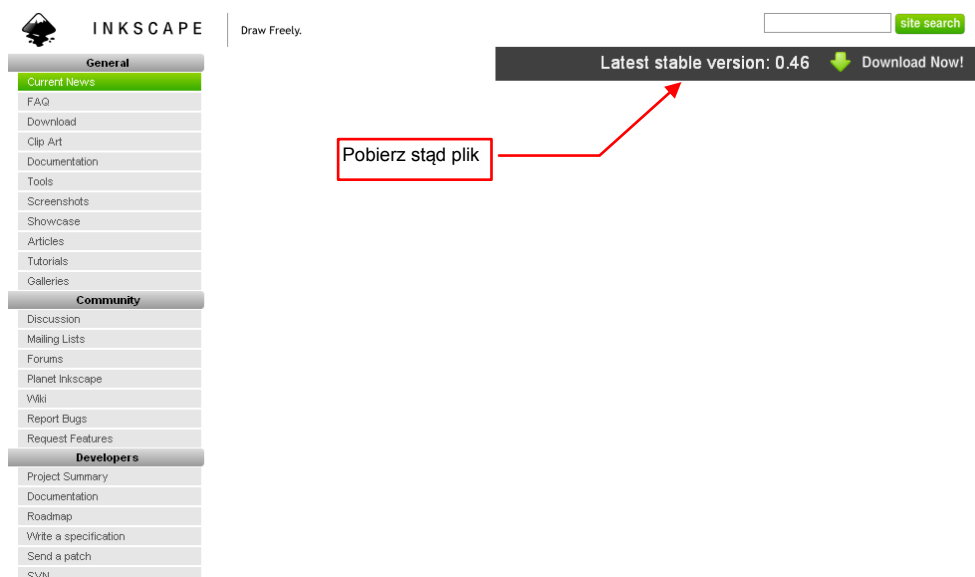 INKSCAPE
Draw Freely.
site search
Latest stable version: 0.46
Download Now!
Pobierz stąd plik
General
Current News
FAQ
Download
Clip Art
Documentation
Tools
Screenshots
Showcase
Articles
Tutorials
Galleries
Community
Discussion
Mailing Lists
Forums
Planet Inkscape
Wiki
Report Bugs
Request Features
Developers
Project Summary
Documentation
Roadmap
Write a specification
Send a patch
SVN